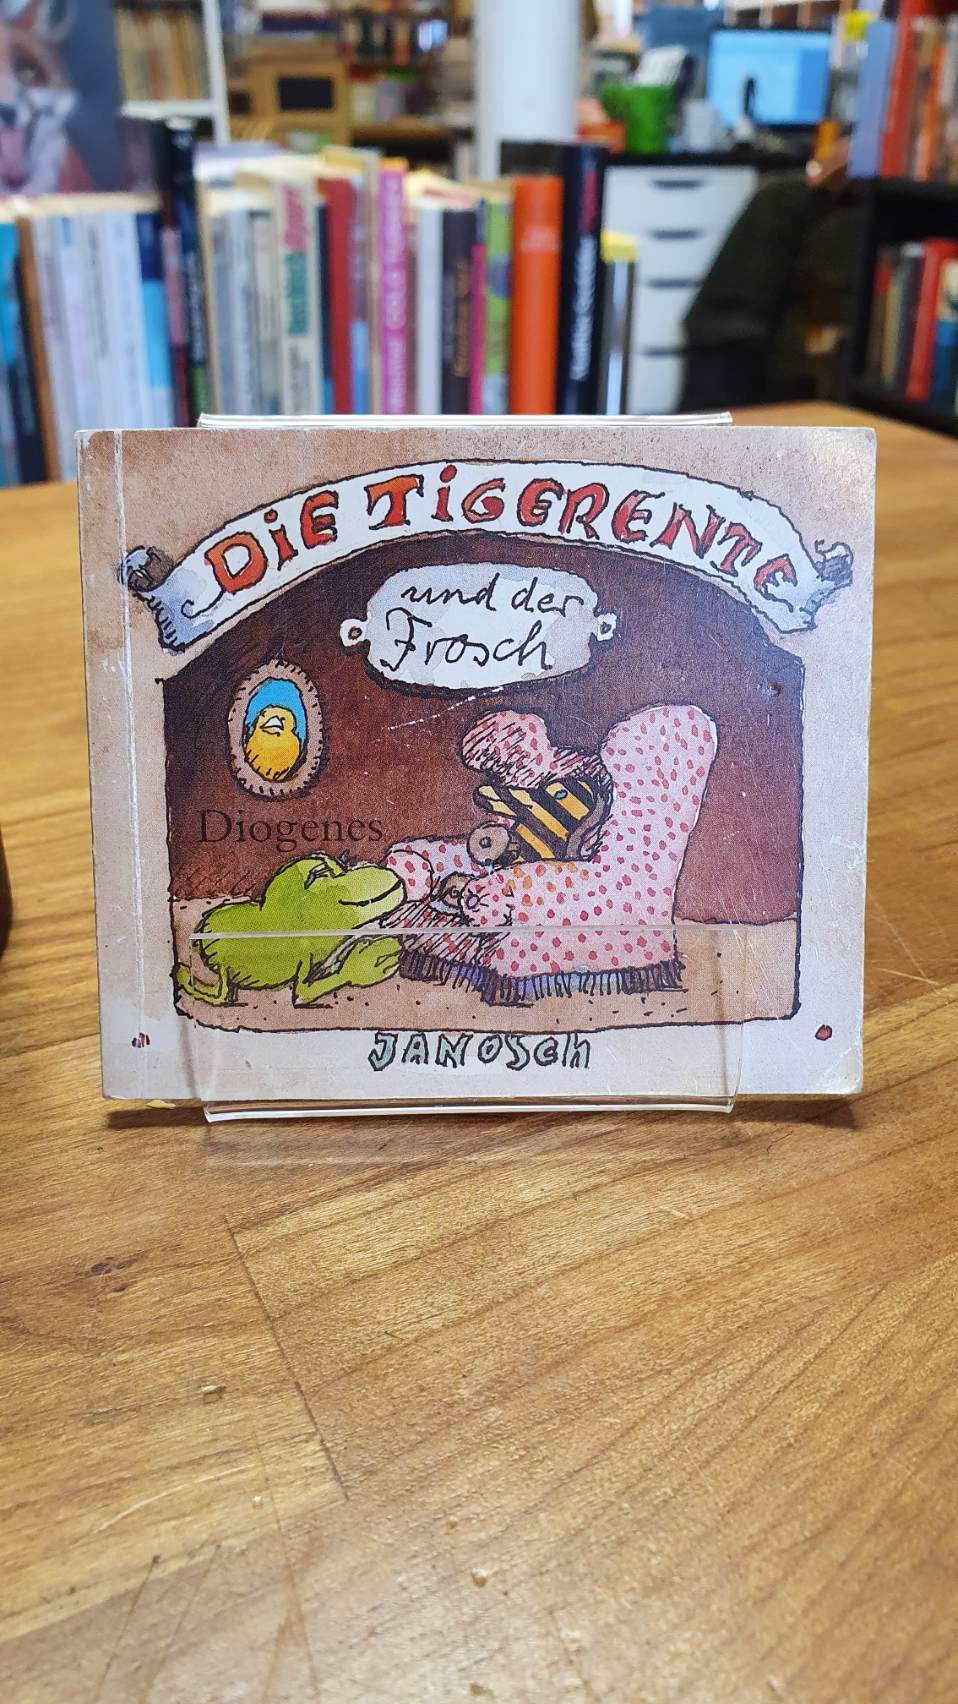 DiE TiGERENTE
und der
Frosch
Diogenes
JANOSch